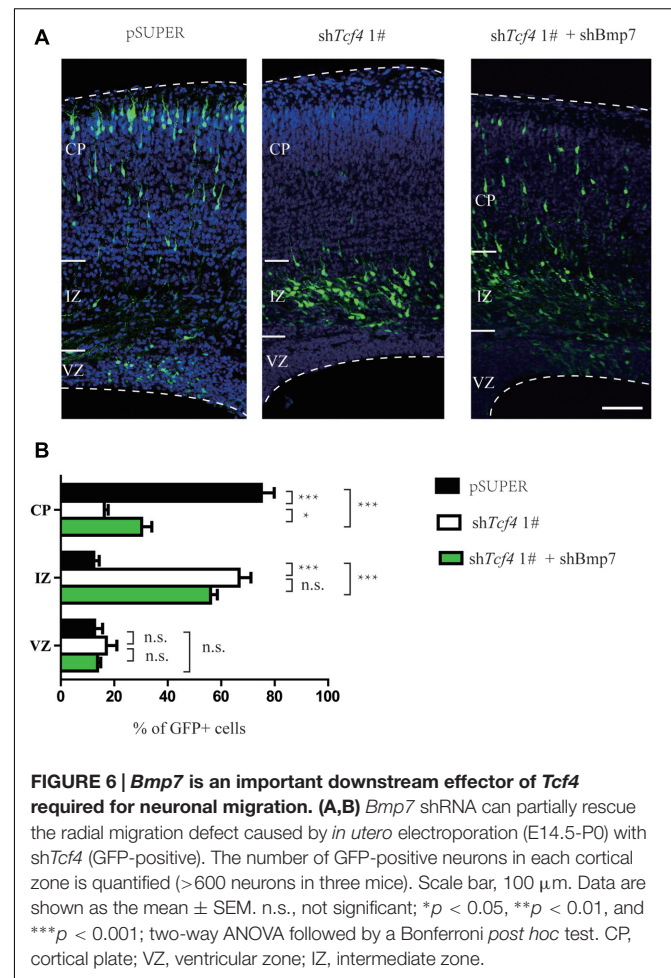 A
pSUPER
shTcf4 1#
shTcf4 1# + shBmp7
CP
IZ
VZ
CP
IZ
VZ
CP
IZ
VZ
B
CP
IZ
VZ
***
*
***
***
n.s.
***
n.s.
n.s.
n.s.
0 20 40 60 80 100
% of GFP+ cells
pSUPER
shTcf4 1#
shTcf4 1# + shBmp7
FIGURE 6 | Bmp7 is an important downstream effector of Tcf4
required for neuronal migration. (A,B) Bmp7 shRNA can partially rescue
the radial migration defect caused by in utero electroporation (E14.5-P0) with
shTcf4 (GFP-positive). The number of GFP-positive neurons in each cortical
zone is quantified (>600 neurons in three mice). Scale bar, 100 μm. Data are
shown as the mean ± SEM. n.s., not significant; *p < 0.05, **p < 0.01, and
***p < 0.001; two-way ANOVA followed by a Bonferroni post hoc test. CP,
cortical plate; VZ, ventricular zone; IZ, intermediate zone.